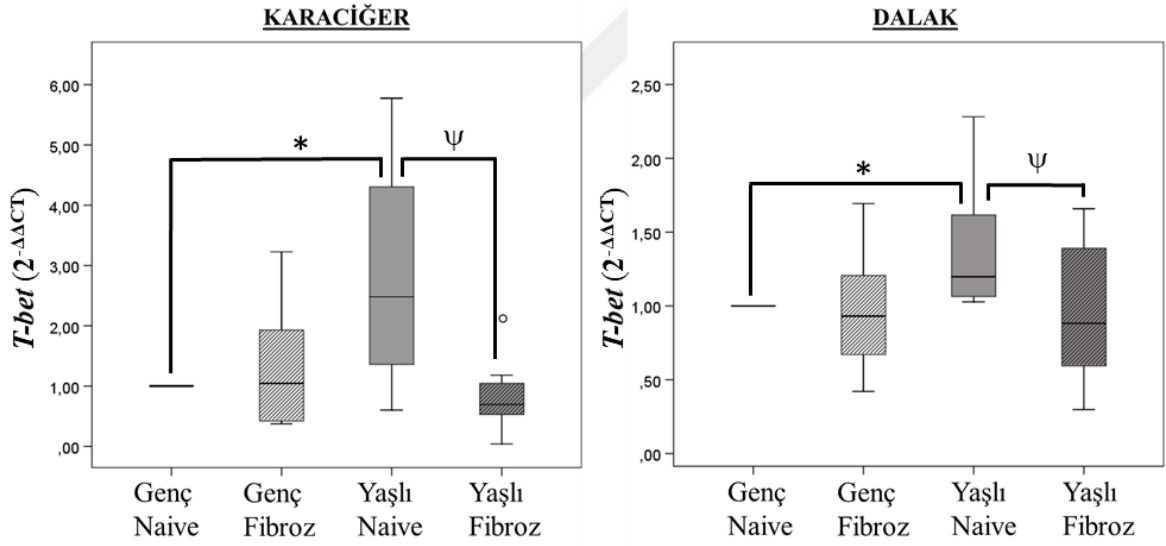 KARACİĞER
T-bet (2^-ΔΔCT)
6,00
5,00
4,00
3,00
2,00
1,00
,00
*
ψ
Genç Naive
Genç Fibroz
Yaşlı Naive
Yaşlı Fibroz
DALAK
T-bet (2^-ΔΔCT)
2,50
2,00
1,50
1,00
,50
,00
*
ψ
Genç Naive
Genç Fibroz
Yaşlı Naive
Yaşlı Fibroz